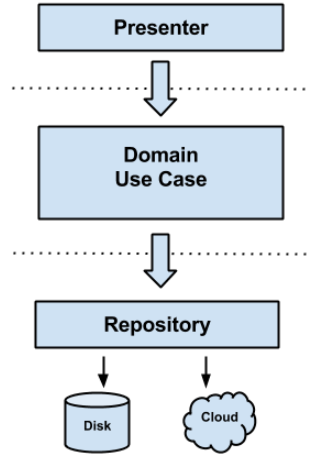 Presenter
Domain
Use Case
Repository
Disk
Cloud